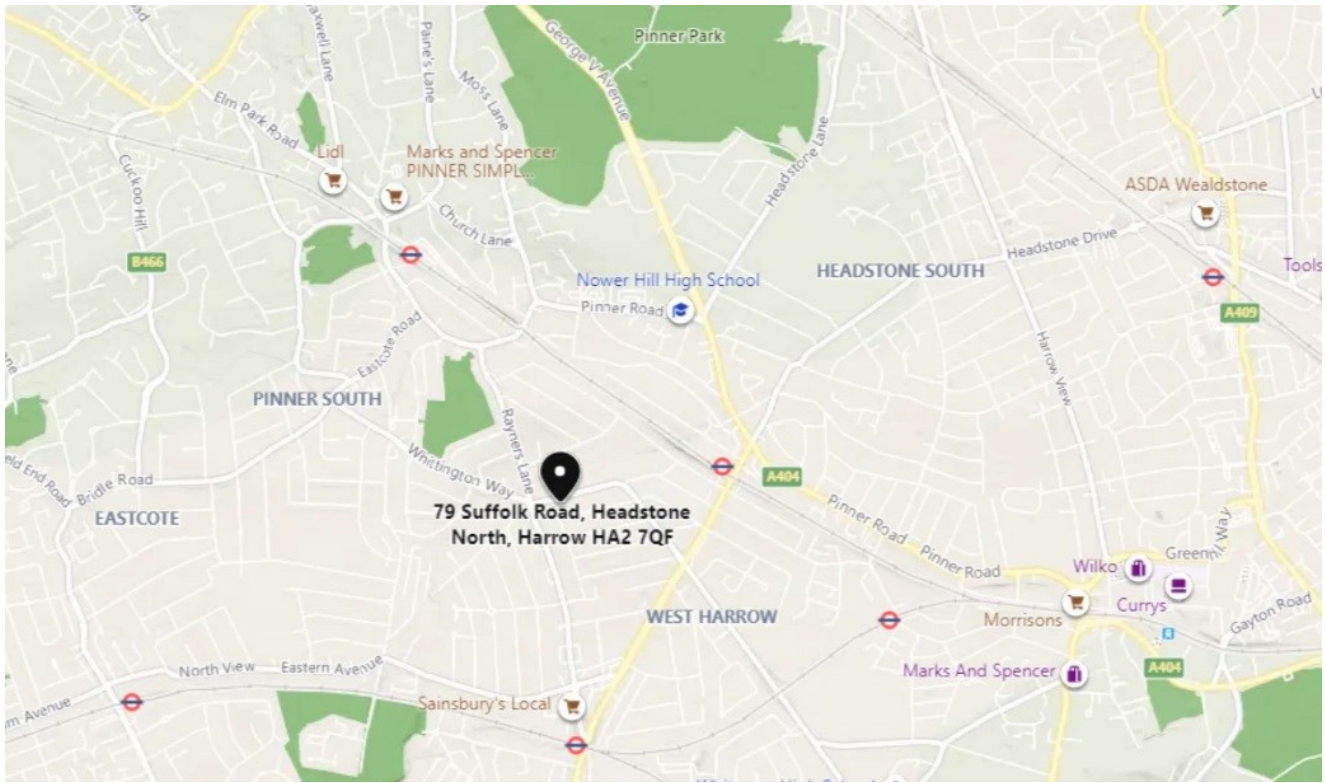 Pinner Park
George V Avenue
Paine's Lane
Moss Lane
Elm Park Road
Lidl
Marks and Spencer
PINNER SIMPL...
Headstone Lane
ASDA Wealdstone
Cuckoo Hill
Church Lane
B466
Headstone Drive
HEADSTONE SOUTH
Tools
Nower Hill High School
Pinner Road
A409
Eastcote Road
Harrow View
PINNER SOUTH
Rayners Lane
Whittington Way
A404
Bridle Road
EASTCOTE
79 Suffolk Road, Headstone
North, Harrow HA2 7QF
Pinner Road
Pinner Road
Wilko
Currys
Morrisons
Gayton Road
WEST HARROW
North View
Eastern Avenue
Marks And Spencer
A404
Sainsbury's Local